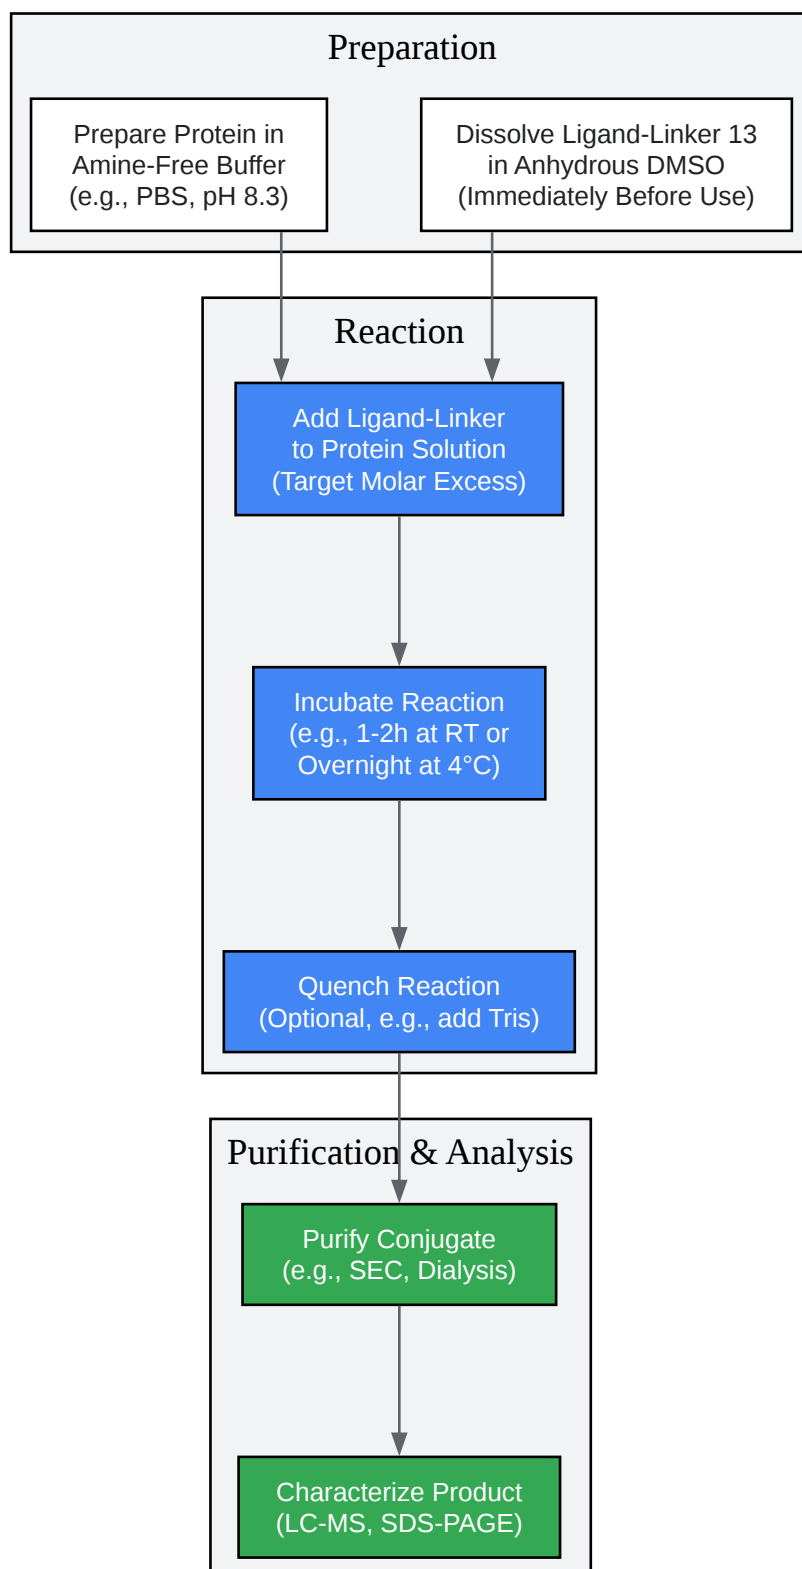 Preparation
Prepare Protein in
Amine-Free Buffer
(e.g., PBS, pH 8.3)
Dissolve Ligand-Linker 13
in Anhydrous DMSO
(Immediately Before Use)
Reaction
Add Ligand-Linker
to Protein Solution
(Target Molar Excess)
Incubate Reaction
(e.g., 1-2h at RT or
Overnight at 4°C)
Quench Reaction
(Optional, e.g., add Tris)
Purification & Analysis
Purify Conjugate
(e.g., SEC, Dialysis)
Characterize Product
(LC-MS, SDS-PAGE)